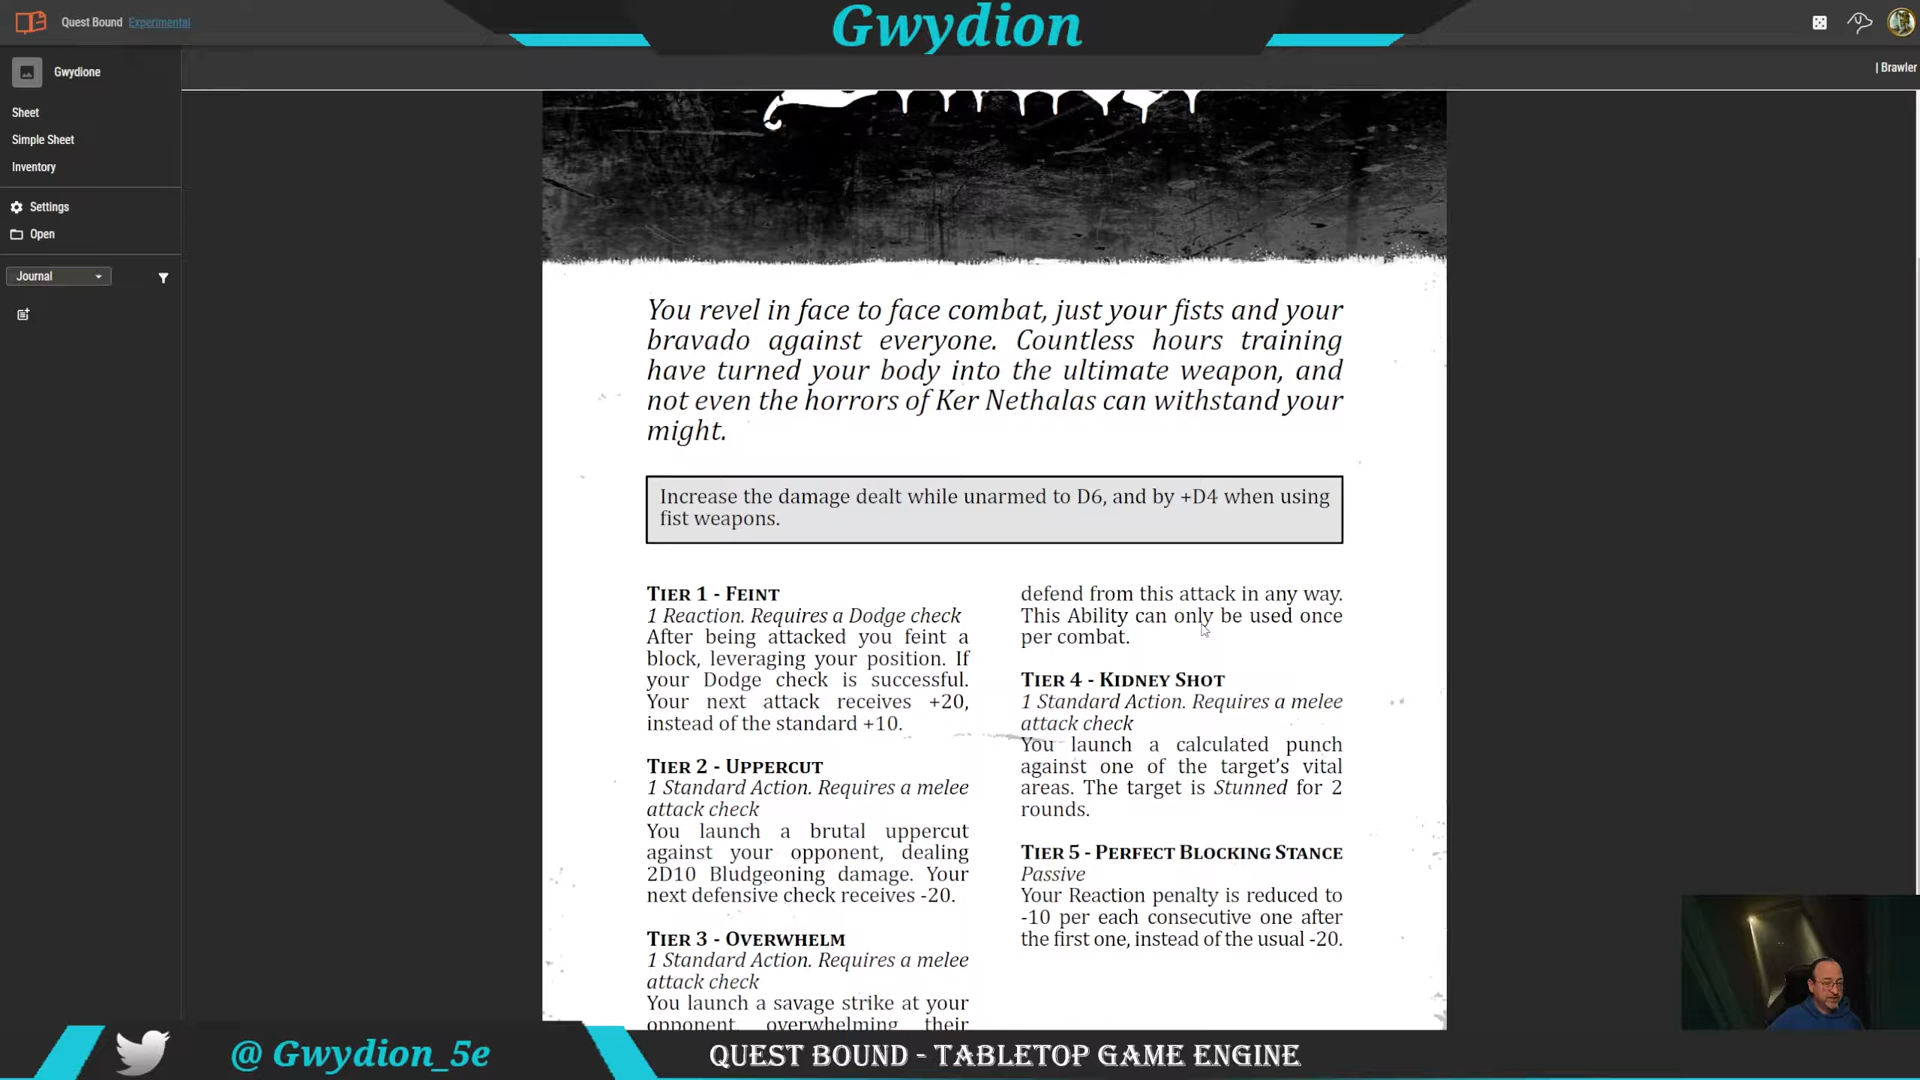 Quest Bound Experimental
Gwydion
Gwydione
| Brawler
Sheet
Simple Sheet
Inventory
Settings
Open
Journal
You revel in face to face combat, just your fists and your
bravado against everyone. Countless hours training
have turned your body into the ultimate weapon, and
not even the horrors of Ker Nethalas can withstand your
might.
Increase the damage dealt while unarmed to D6, and by +D4 when using
fist weapons.
TIER 1 - FEINT
1 Reaction. Requires a Dodge check
After being attacked you feint a
block, leveraging your position. If
your Dodge check is successful.
Your next attack receives +20,
instead of the standard +10.
TIER 2 - UPPERCUT
1 Standard Action. Requires a melee
attack check
You launch a brutal uppercut
against your opponent, dealing
2D10 Bludgeoning damage. Your
next defensive check receives -20.
TIER 3 - OVERWHELM
1 Standard Action. Requires a melee
attack check
You launch a savage strike at your
opponent, overwhelming their
defend from this attack in any way.
This Ability can only be used once
per combat.
TIER 4 - KIDNEY SHOT
1 Standard Action. Requires a melee
attack check
You launch a calculated punch
against one of the target's vital
areas. The target is Stunned for 2
rounds.
TIER 5 - PERFECT BLOCKING STANCE
Passive
Your Reaction penalty is reduced to
-10 per each consecutive one after
the first one, instead of the usual -20.
@ Gwydion_5e
QUEST BOUND - TABLETOP GAME ENGINE